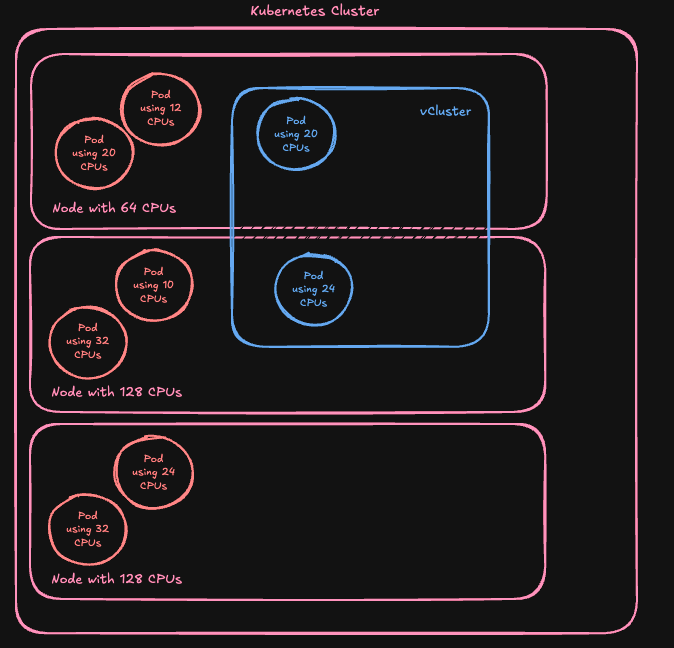 Kubernetes Cluster
Pod
using 12
CPUs
Pod
using 20
CPUs
vCluster
Pod
using 20
CPUs
Node with 64 CPUs
Pod
using 10
CPUs
Pod
using 24
CPUs
Pod
using 32
CPUs
Node with 128 CPUs
Pod
using 24
CPUs
Pod
using 32
CPUs
Node with 128 CPUs